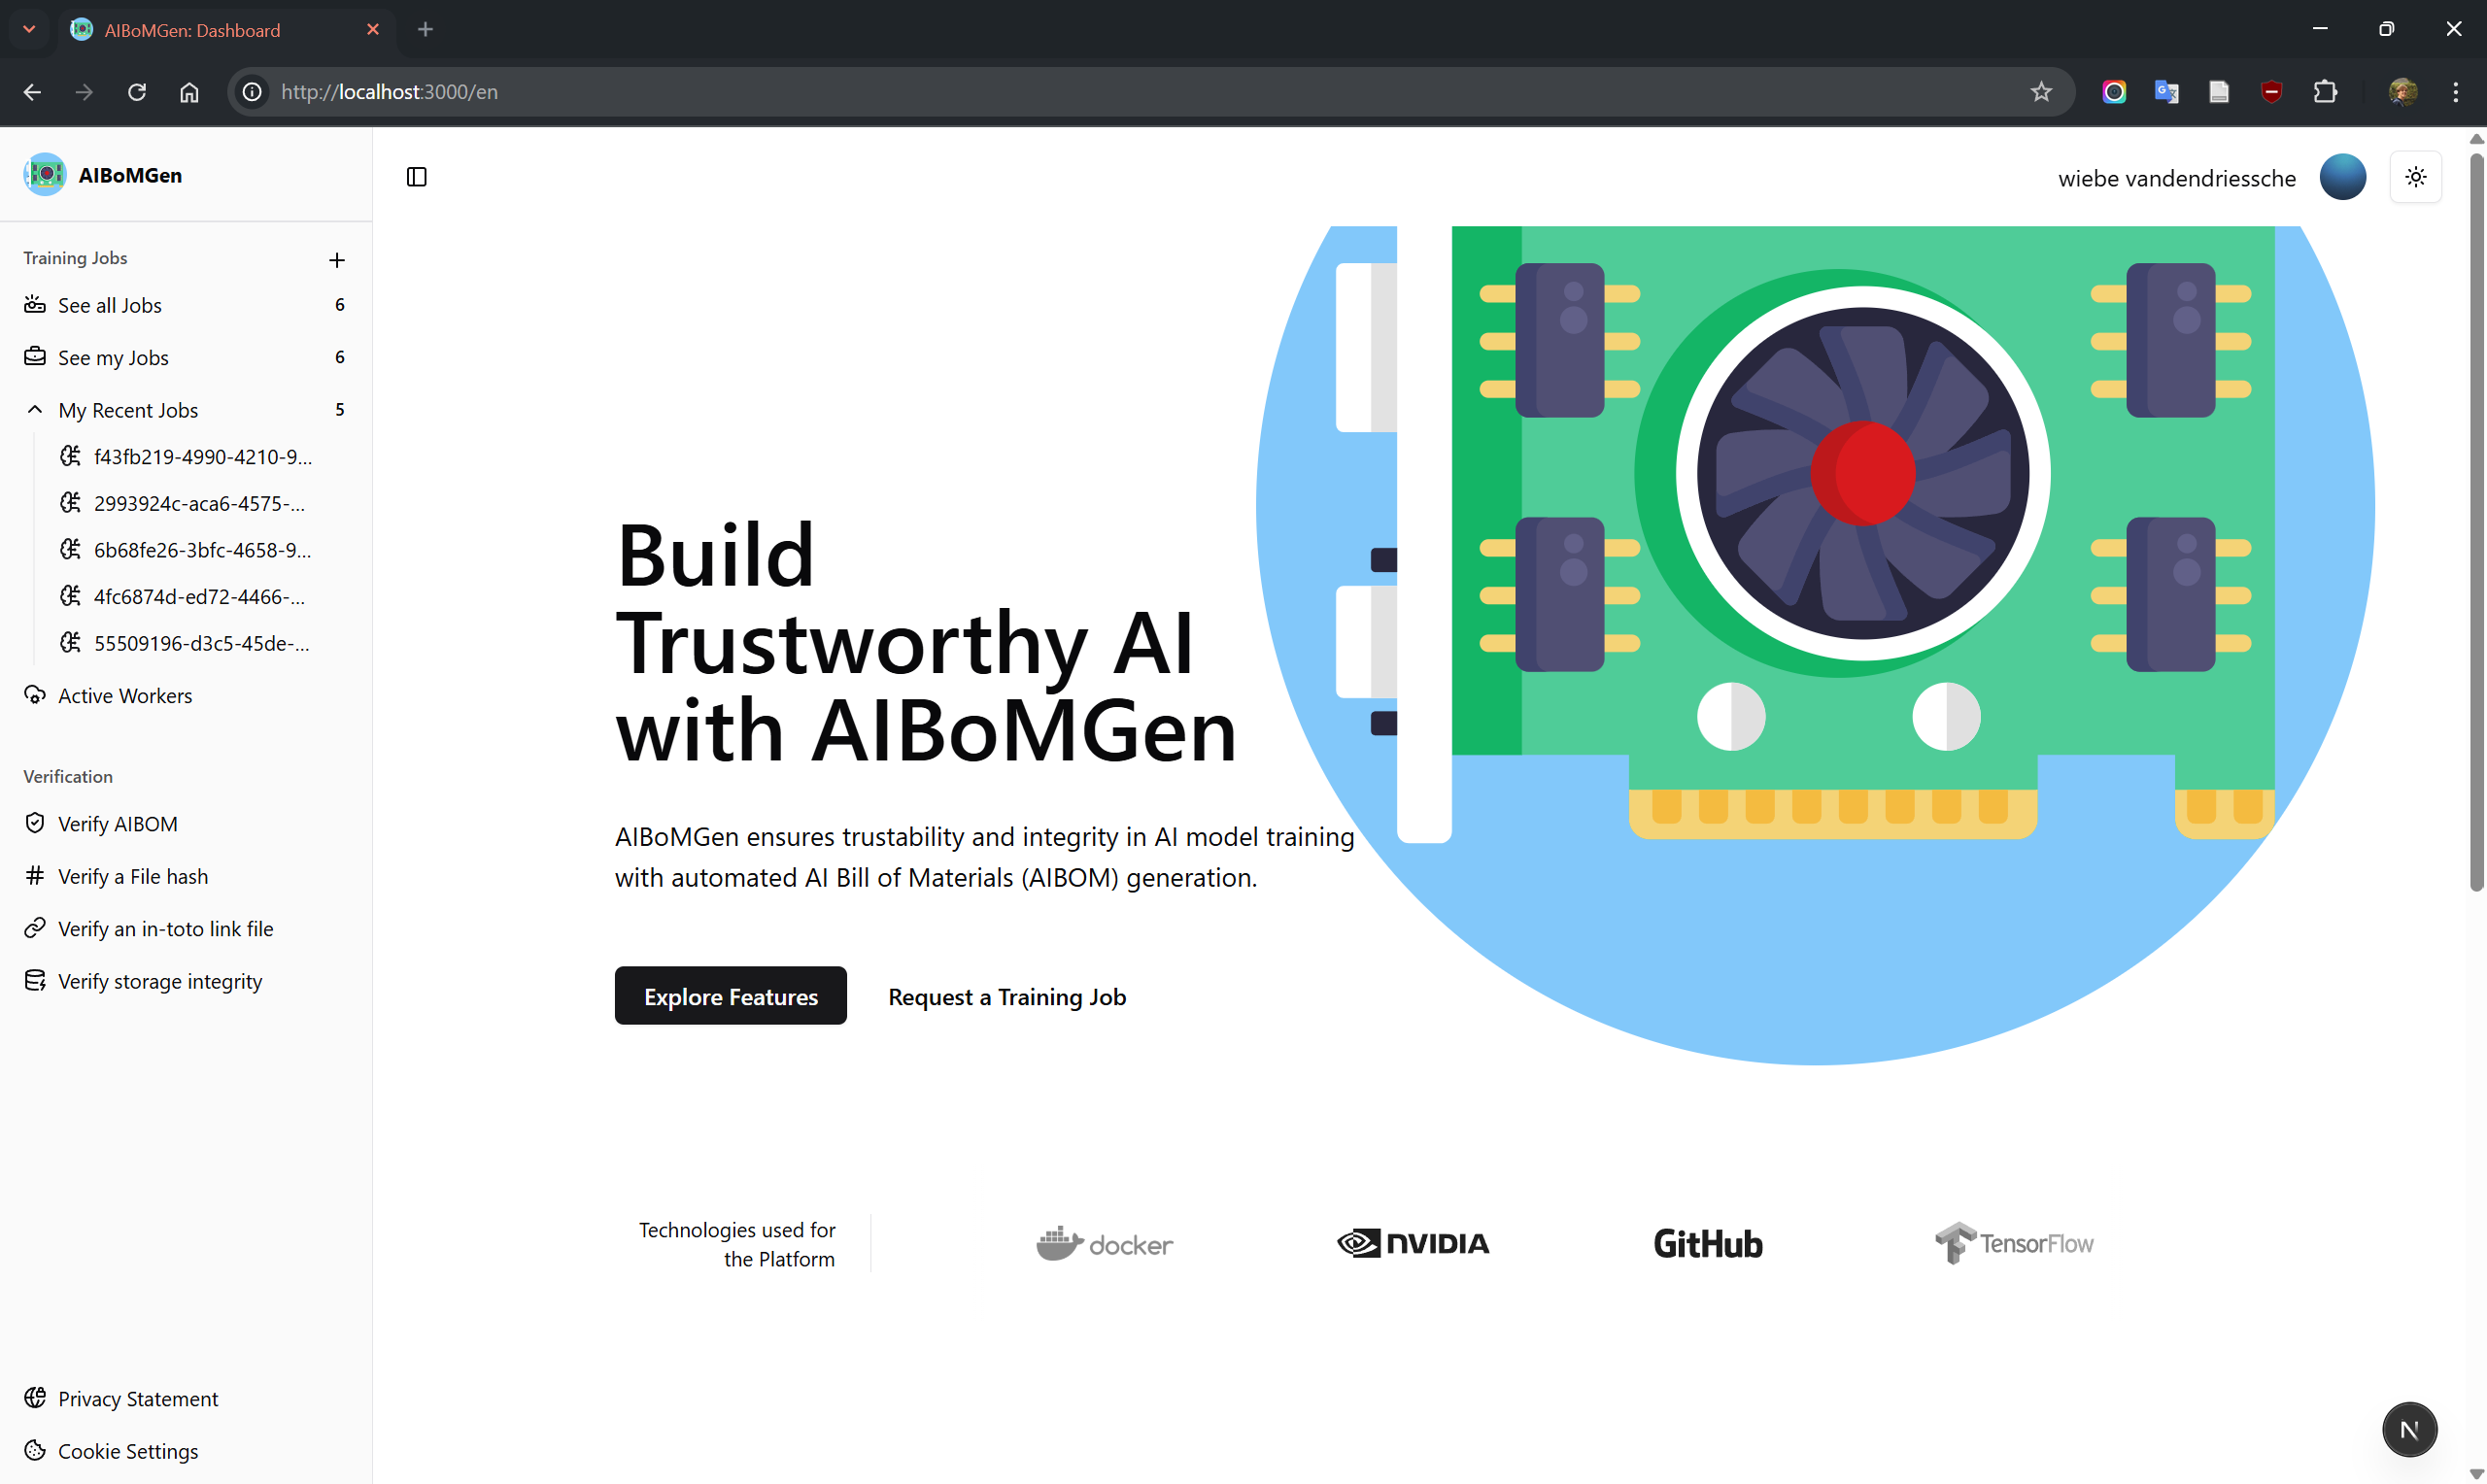 AIBoMGen: Dashboard
http://localhost:3000/en
AIBoMGen
wiebe vandendriessche
Training Jobs
See all Jobs 6
See my Jobs 6
My Recent Jobs 5
f43fb219-4990-4210-9...
2993924c-aca6-4575-...
6b68fe26-3bfc-4658-9...
4fc6874d-ed72-4466-...
55509196-d3c5-45de-...
Active Workers
Verification
Verify AIBOM
Verify a File hash
Verify an in-toto link file
Verify storage integrity
Privacy Statement
Cookie Settings
Build
Trustworthy AI
with AIBoMGen
AIBoMGen ensures trustability and integrity in AI model training
with automated AI Bill of Materials (AIBOM) generation.
Explore Features
Request a Training Job
Technologies used for
the Platform
docker
NVIDIA
GitHub
TensorFlow
N